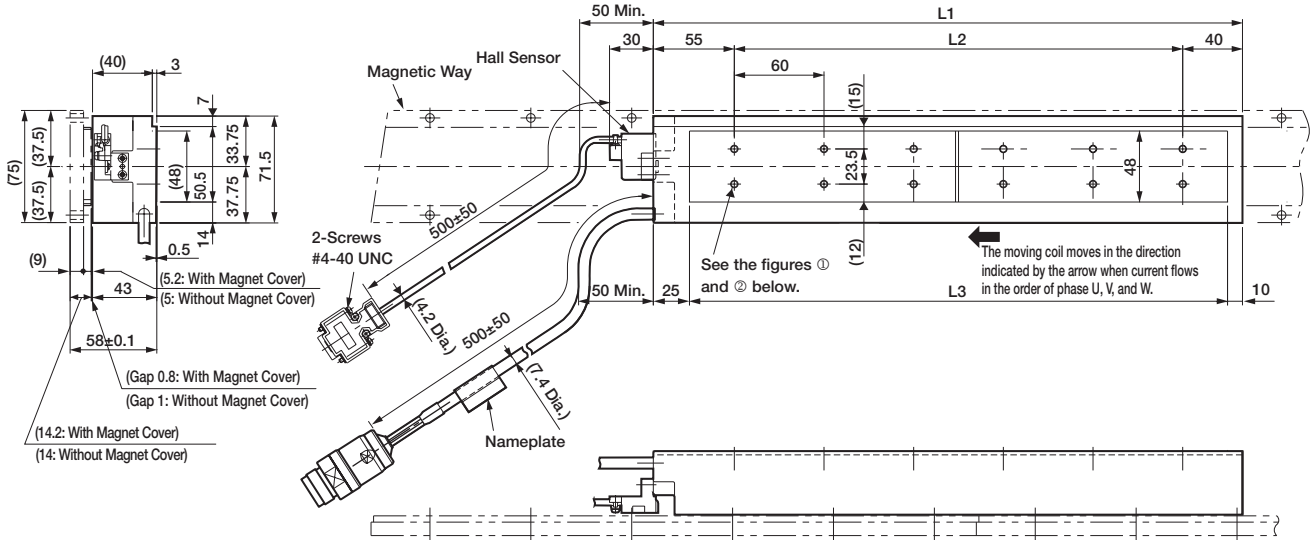 50 Min.
L1
30
55
L2
40
(40)
3
Hall Sensor
60
Magnetic Way
(15)
7
(75)
(37.5)
(37.5)
(48)
50.5
33.75
37.75
71.5
14
0.5
23.5
48
(12)
500±50
2-Screws
#4-40 UNC
(4.2 Dia.)
(9)
(5.2: With Magnet Cover)
(5: Without Magnet Cover)
43
58±0.1
(Gap 0.8: With Magnet Cover)
(Gap 1: Without Magnet Cover)
(14.2: With Magnet Cover)
(14: Without Magnet Cover)
See the figures ①
and ② below.
The moving coil moves in the direction
indicated by the arrow when current flows
in the order of phase U, V, and W.
50 Min.
25
L3
10
500±50
(7.4 Dia.)
Nameplate